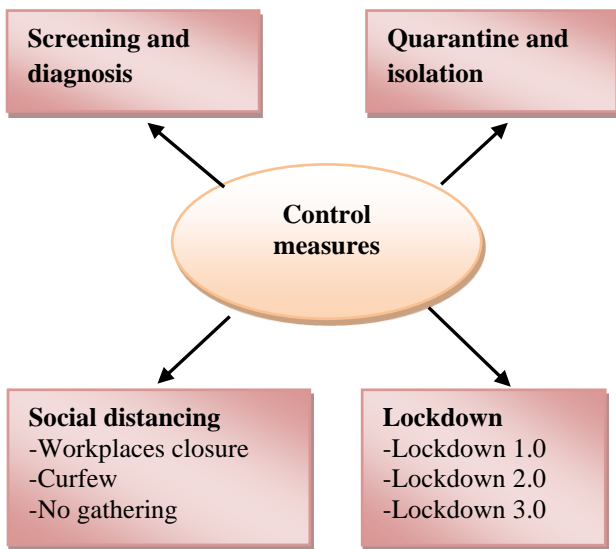 Screening and
diagnosis
Quarantine and
isolation
Control
measures
Social distancing
-Workplaces closure
-Curfew
-No gathering
Lockdown
-Lockdown 1.0
-Lockdown 2.0
-Lockdown 3.0